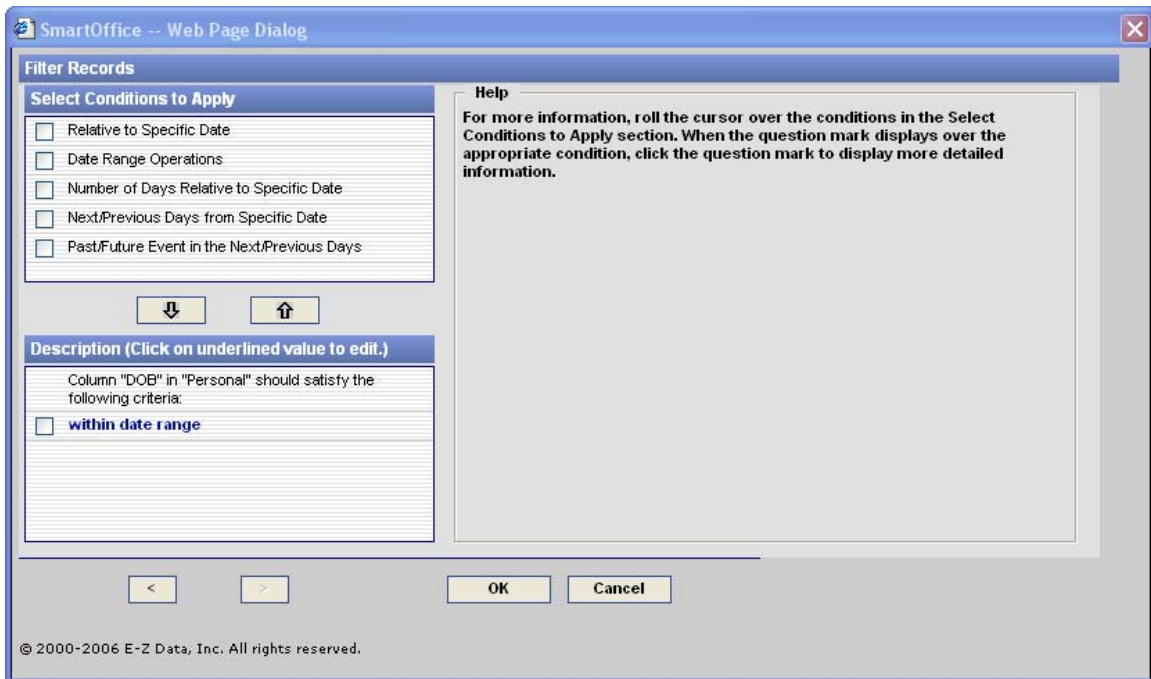 SmartOffice -- Web Page Dialog
Filter Records
Select Conditions to Apply
Relative to Specific Date
Date Range Operations
Number of Days Relative to Specific Date
Next/Previous Days from Specific Date
Past/Future Event in the Next/Previous Days
Help
For more information, roll the cursor over the conditions in the Select
Conditions to Apply section. When the question mark displays over the
appropriate condition, click the question mark to display more detailed
information.
Description (Click on underlined value to edit.)
Column "DOB" in "Personal" should satisfy the
following criteria:
within date range
< > OK Cancel
© 2000-2006 E-Z Data, Inc. All rights reserved.